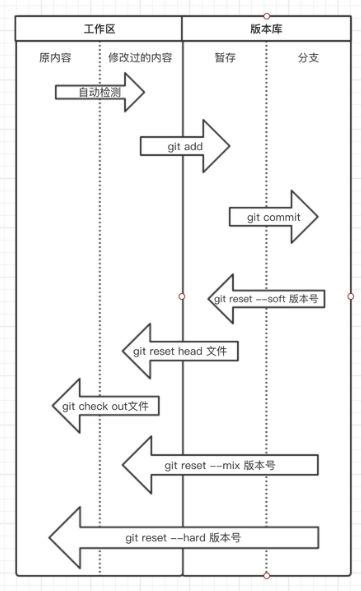 工作区
版本库
原内容
修改过的内容
暂存
分支
自动检测
git add
git commit
git reset --soft 版本号
git reset head 文件
git check out文件
git reset --mix 版本号
git reset --hard 版本号